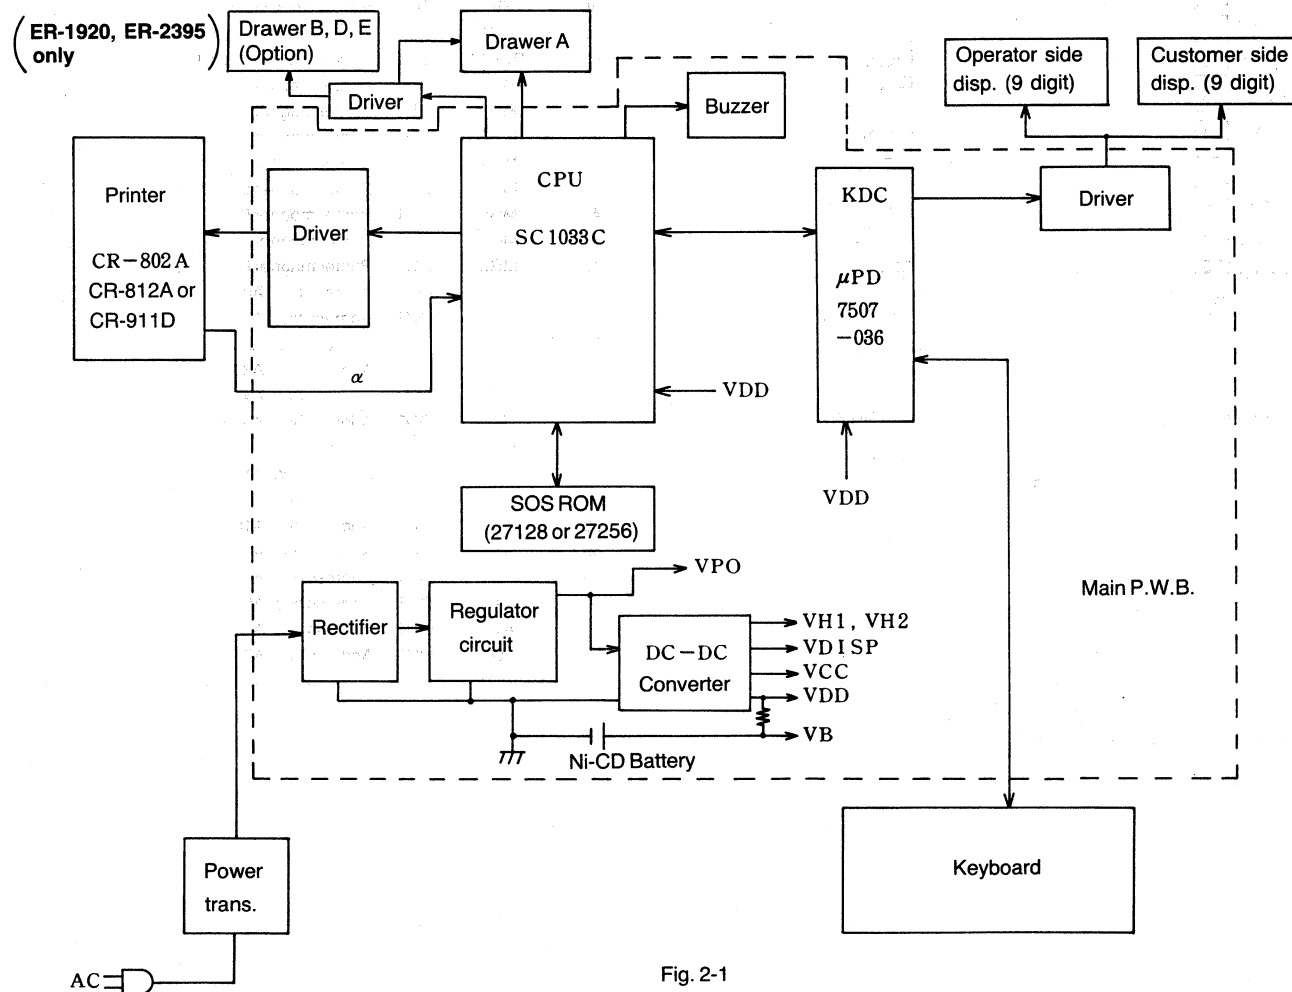 (ER-1920, ER-2395
only)
Drawer B, D, E
(Option)
Drawer A
Driver
Buzzer
Operator side
disp. (9 digit)
Customer side
disp. (9 digit)
Printer
CR-802A
CR-812A or
CR-911D
Driver
CPU
SC1033C
KDC
μPD
7507
-036
Driver
α
VDD
VDD
SOS ROM
(27128 or 27256)
VPO
Main P.W.B.
Rectifier
Regulator
circuit
DC-DC
Converter
VH1, VH2
VDISP
VCC
VDD
VB
Ni-CD Battery
Power
trans.
Keyboard
AC
Fig. 2-1